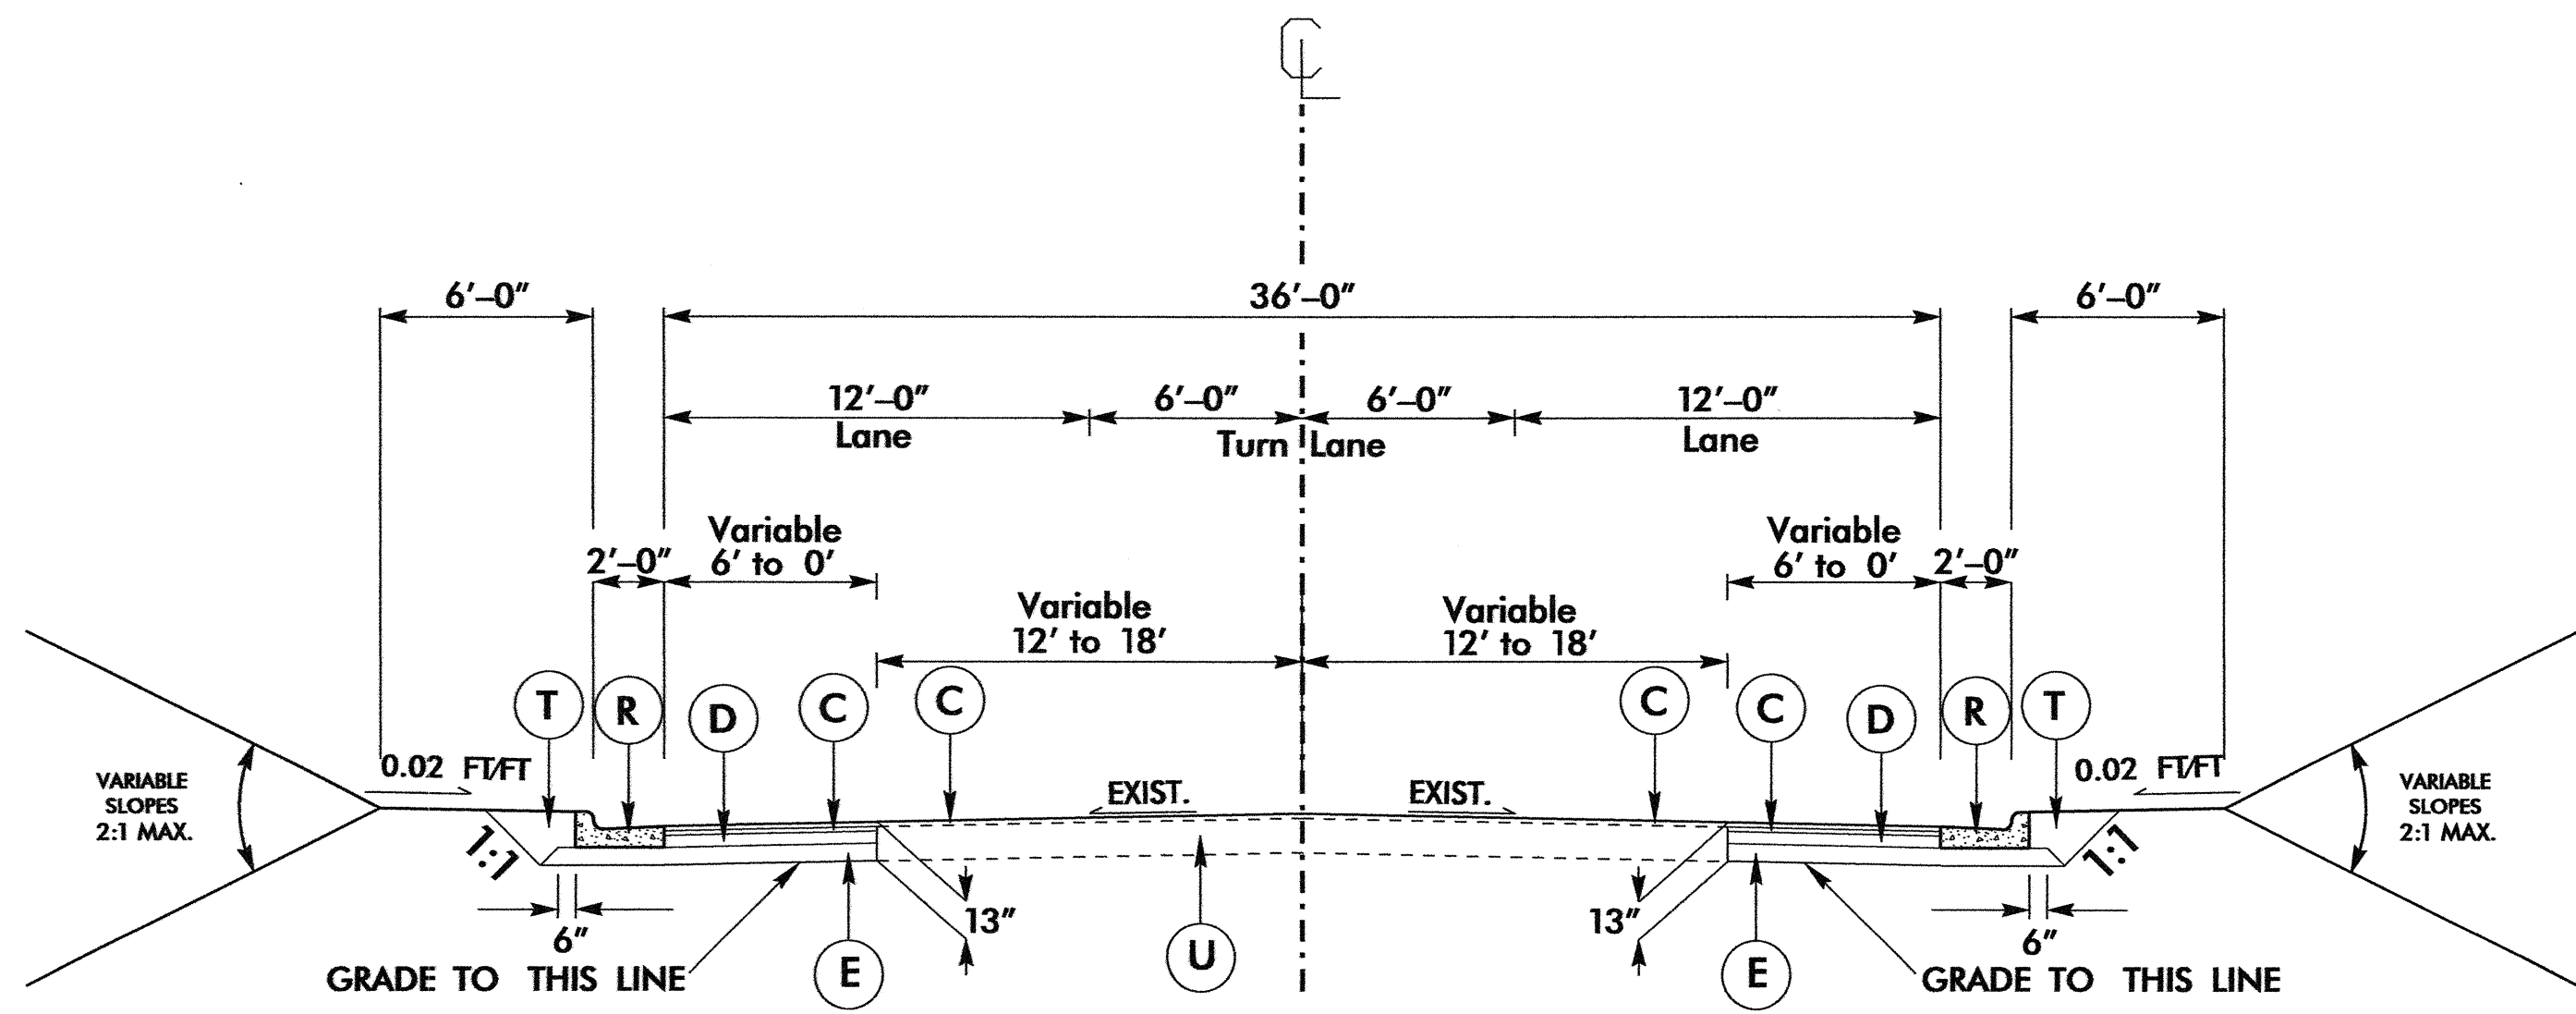 CL
6'–0" 36'–0" 6'–0"
12'–0" 6'–0" 6'–0" 12'–0"
Lane Turn Lane Lane
Variable Variable
2'–0" 6' to 0' 6' to 0' 2'–0"
Variable Variable
12' to 18' 12' to 18'
T R D C C C C D R T
0.02 FT/FT 0.02 FT/FT
VARIABLE
SLOPES
2:1 MAX.
EXIST. EXIST.
VARIABLE
SLOPES
2:1 MAX.
1:1 1:1
13" 13"
6" 6"
U
E E
GRADE TO THIS LINE GRADE TO THIS LINE